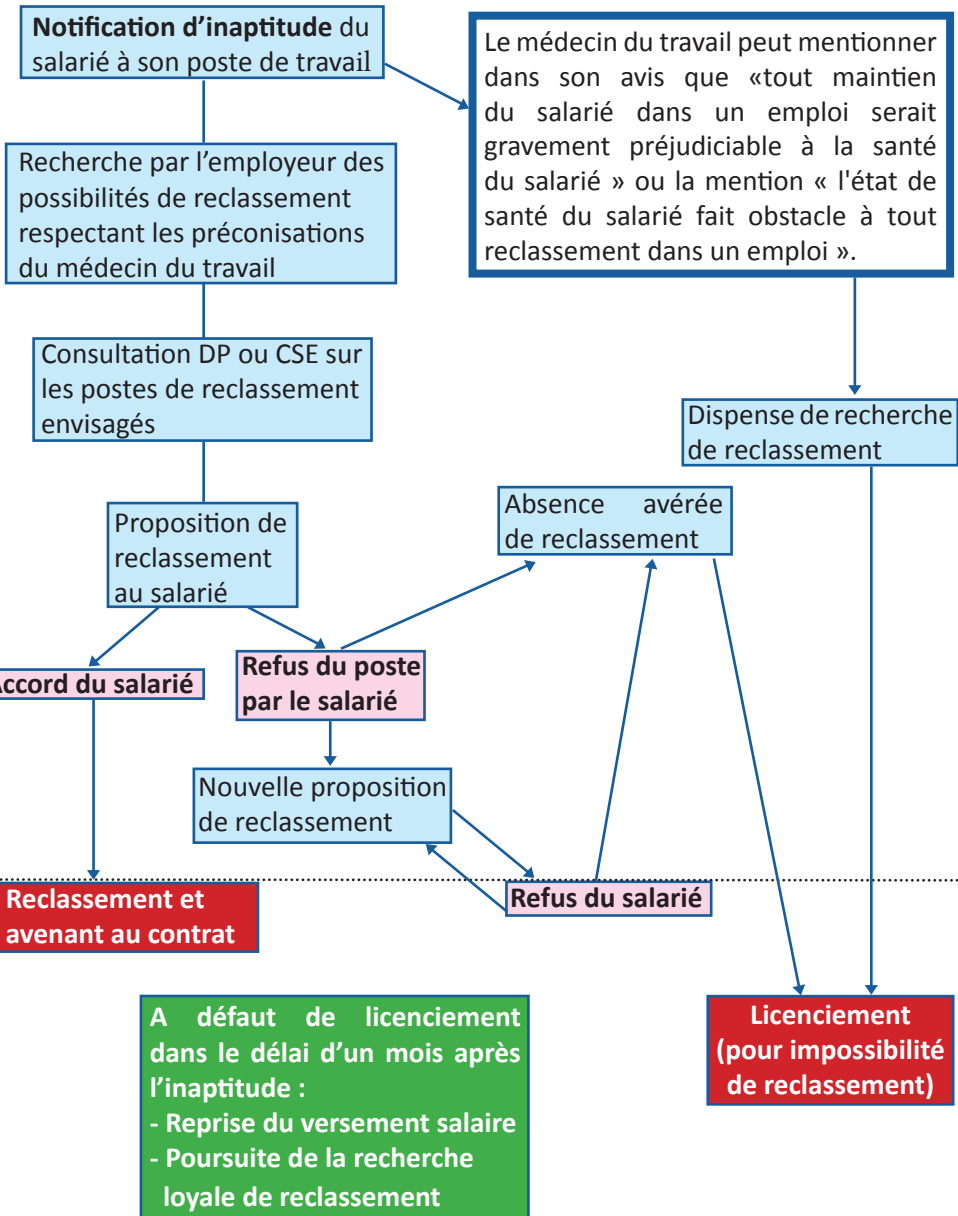 Notification d’inaptitude du
salarié à son poste de travail
Le médecin du travail peut mentionner
dans son avis que «tout maintien
du salarié dans un emploi serait
gravement préjudiciable à la santé
du salarié » ou la mention « l'état de
santé du salarié fait obstacle à tout
reclassement dans un emploi ».
Recherche par l’employeur des
possibilités de reclassement
respectant les préconisations
du médecin du travail
Consultation DP ou CSE sur
les postes de reclassement
envisagés
Dispense de recherche
de reclassement
Proposition de
reclassement
au salarié
Absence avérée
de reclassement
Accord du salarié
Refus du poste
par le salarié
Nouvelle proposition
de reclassement
Refus du salarié
Reclassement et
avenant au contrat
A défaut de licenciement
dans le délai d’un mois après
l’inaptitude :
- Reprise du versement salaire
- Poursuite de la recherche
loyale de reclassement
Licenciement
(pour impossibilité
de reclassement)